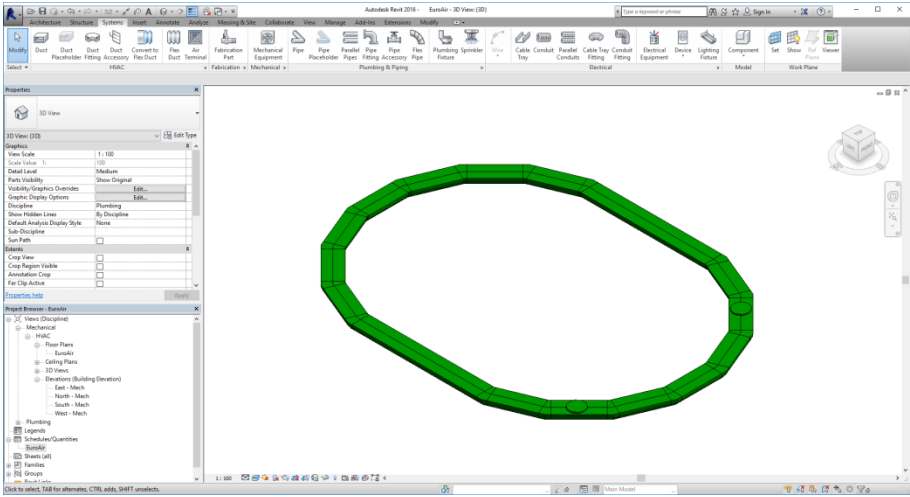 Autodesk Revit 2016 - EuroAir - 3D View: {3D}
Type a keyword or phrase
Sign In
Architecture Structure Systems Insert Annotate Analyze Massing & Site Collaborate View Manage Add-Ins Extensions Modify
Modify
Duct
Duct Placeholder
Duct Fitting
Duct Accessory
Convert to Flex Duct
Flex Duct
Air Terminal
Fabrication Part
Mechanical Equipment
Pipe
Pipe Placeholder
Parallel Pipes
Pipe Fitting
Pipe Accessory
Flex Pipe
Plumbing Fixture
Sprinkler
Wire
Cable Tray
Conduit
Parallel Conduits
Cable Tray Fitting
Conduit Fitting
Electrical Equipment
Device
Lighting Fixture
Component
Set
Show
Ref Plane
Viewer
Select HVAC Fabrication Mechanical Plumbing & Piping Electrical Model Work Plane
Properties
3D View
3D View: {3D} Edit Type
Graphics
View Scale 1 : 100
Scale Value 1: 100
Detail Level Medium
Parts Visibility Show Original
Visibility/Graphics Overrides Edit...
Graphic Display Options Edit...
Discipline Plumbing
Show Hidden Lines By Discipline
Default Analysis Display Style None
Sub-Discipline
Sun Path
Extents
Crop View
Crop Region Visible
Annotation Crop
Far Clip Active
Properties help Apply
Project Browser - EuroAir
Views (Discipline)
Mechanical
HVAC
Floor Plans
EuroAir
Ceiling Plans
3D Views
Elevations (Building Elevation)
East - Mech
North - Mech
South - Mech
West - Mech
Plumbing
Legends
Schedules/Quantities
EuroAir
Sheets (all)
Families
Groups
Revit Links
1 : 100
Click to select, TAB for alternates, CTRL adds, SHIFT unselects.
:0
Main Model
:0